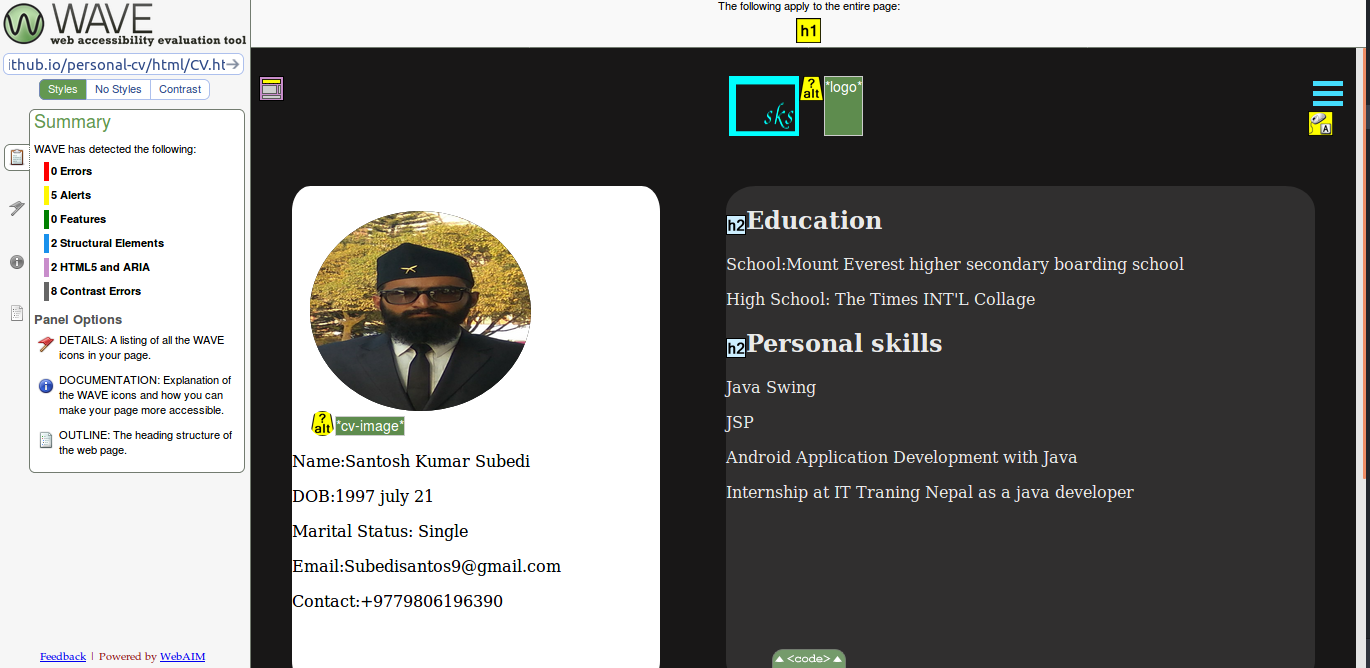 WAVE
web accessibility evaluation tool
ithub.io/personal-cv/html/CV.ht
Styles
No Styles
Contrast
Summary
WAVE has detected the following:
0 Errors
5 Alerts
0 Features
2 Structural Elements
2 HTML5 and ARIA
8 Contrast Errors
Panel Options
DETAILS: A listing of all the WAVE
icons in your page.
DOCUMENTATION: Explanation of
the WAVE icons and how you can
make your page more accessible.
OUTLINE: The heading structure of
the web page.
Feedback | Powered by WebAIM
The following apply to the entire page:
h1
sks
?
alt
*logo*
A
?
alt
*cv-image*
Name:Santosh Kumar Subedi
DOB:1997 july 21
Marital Status: Single
Email:Subedisantos9@gmail.com
Contact:+9779806196390
h2 Education
School:Mount Everest higher secondary boarding school
High School: The Times INT'L Collage
h2 Personal skills
Java Swing
JSP
Android Application Development with Java
Internship at IT Traning Nepal as a java developer
<code>